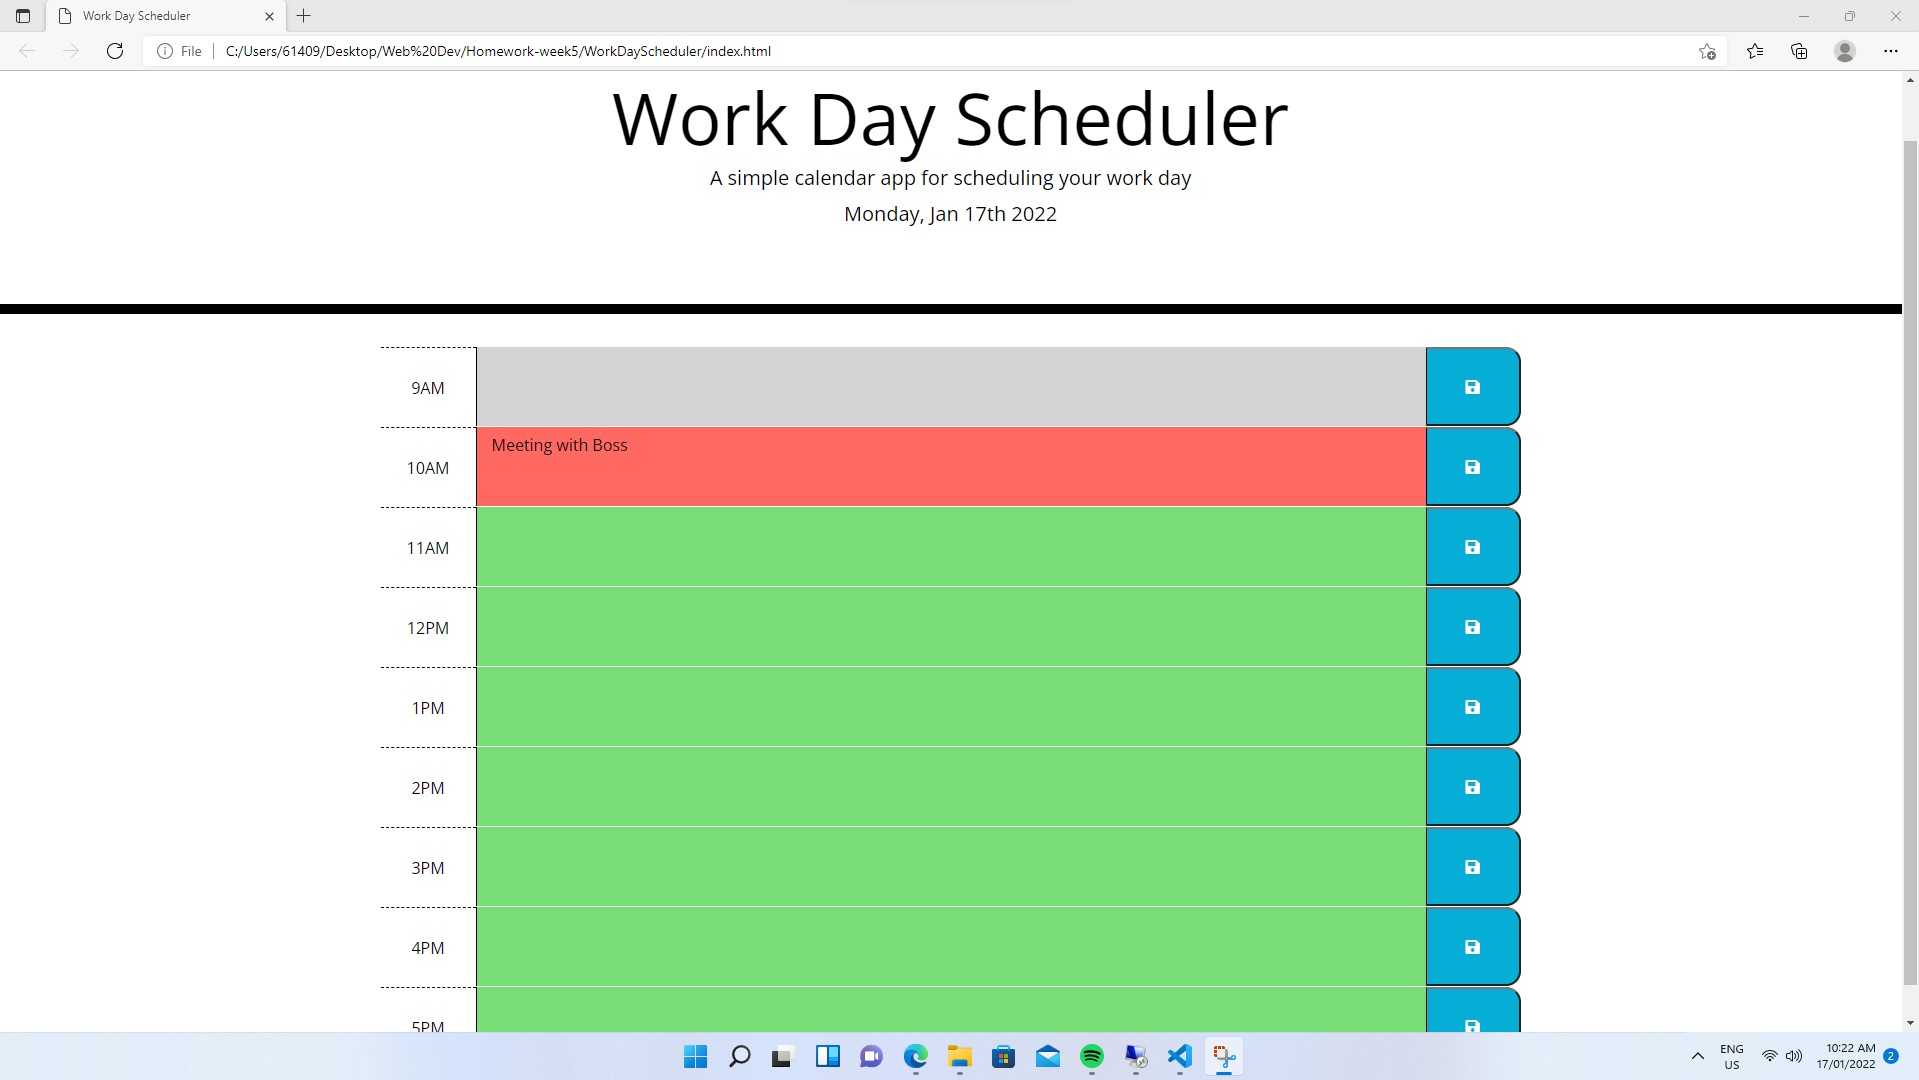 Work Day Scheduler
File
C:/Users/61409/Desktop/Web%20Dev/Homework-week5/WorkDayScheduler/index.html
Work Day Scheduler
A simple calendar app for scheduling your work day
Monday, Jan 17th 2022
9AM
10AM Meeting with Boss
11AM
12PM
1PM
2PM
3PM
4PM
5PM
ENG
US
10:22 AM
17/01/2022
2